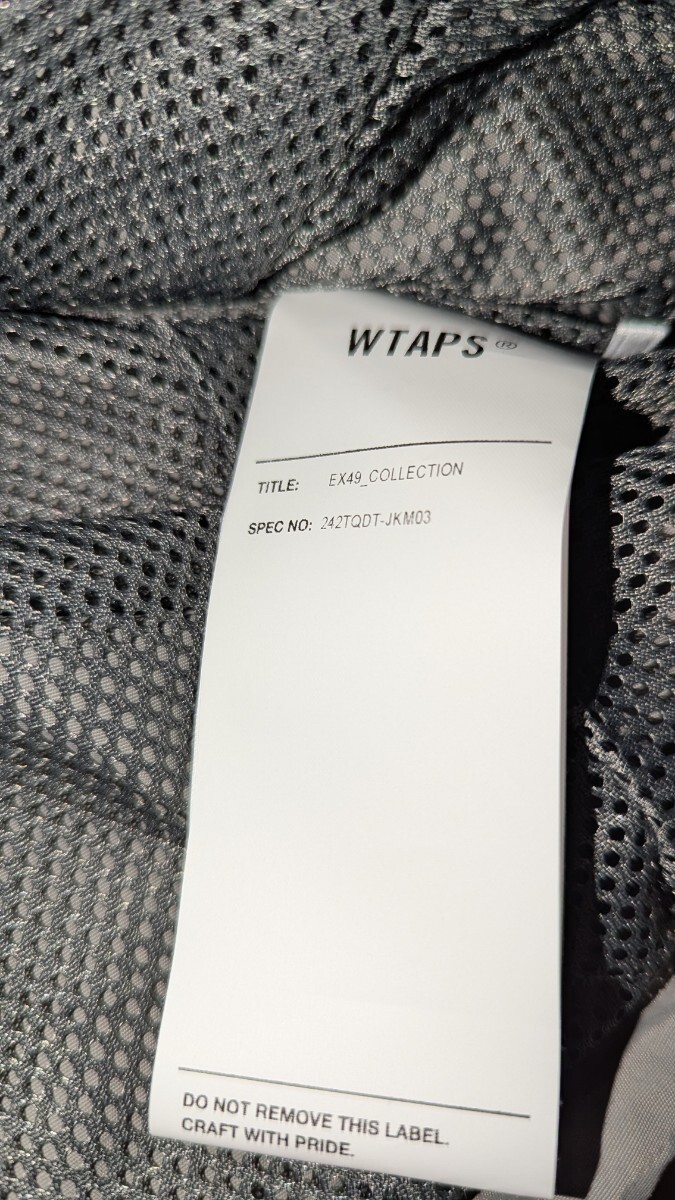 WTAPS®
TITLE: EX49_COLLECTION
SPEC NO: 242TQDT-JKM03
DO NOT REMOVE THIS LABEL.
CRAFT WITH PRIDE.